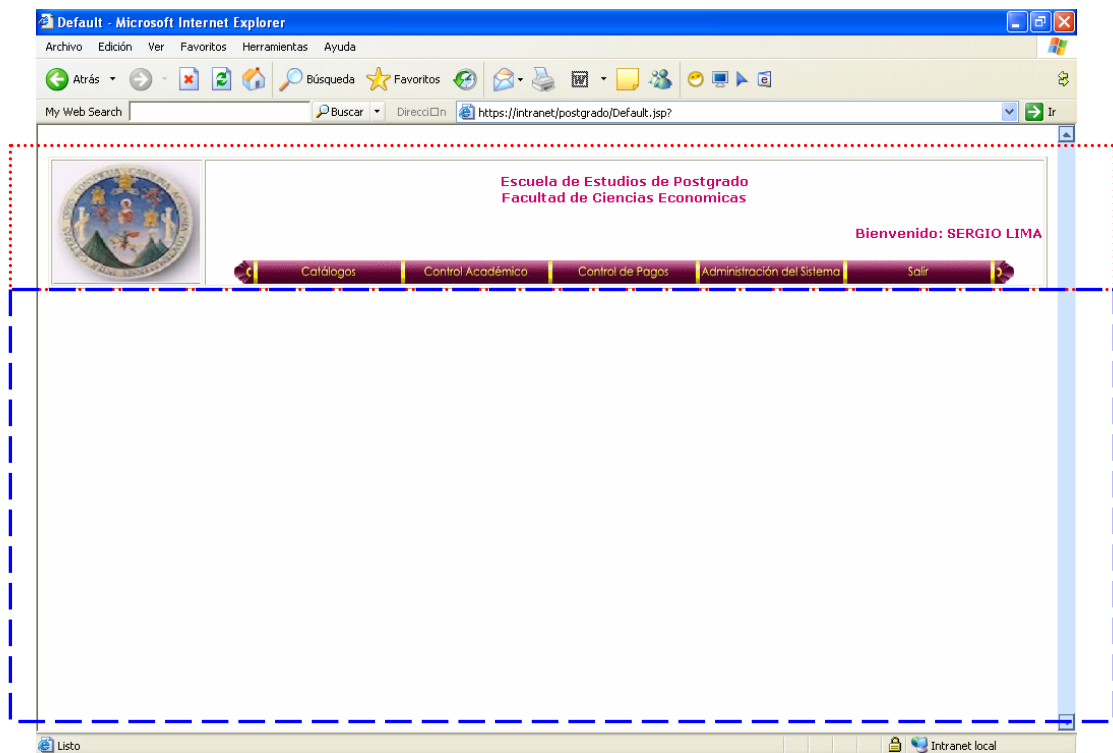 Default - Microsoft Internet Explorer
Archivo Edición Ver Favoritos Herramientas Ayuda
Atrás Búsqueda Favoritos
My Web Search Buscar Direcci□n https://intranet/postgrado/Default.jsp? Ir
Escuela de Estudios de Postgrado
Facultad de Ciencias Economicas
Bienvenido: SERGIO LIMA
Catálogos Control Académico Control de Pagos Administración del Sistema Salir
Listo Intranet local